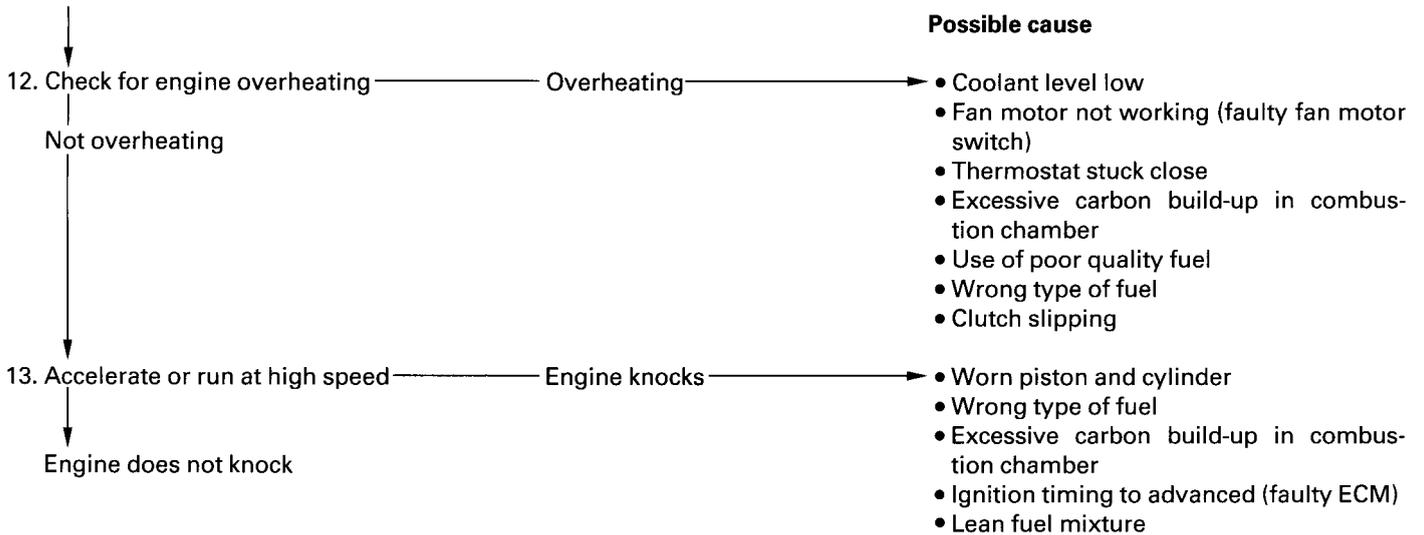 Possible cause
12. Check for engine overheating Overheating • Coolant level low
• Fan motor not working (faulty fan motor
switch)
Not overheating
• Thermostat stuck close
• Excessive carbon build-up in combus-
tion chamber
• Use of poor quality fuel
• Wrong type of fuel
• Clutch slipping
13. Accelerate or run at high speed Engine knocks • Worn piston and cylinder
• Wrong type of fuel
• Excessive carbon build-up in combus-
tion chamber
Engine does not knock
• Ignition timing to advanced (faulty ECM)
• Lean fuel mixture